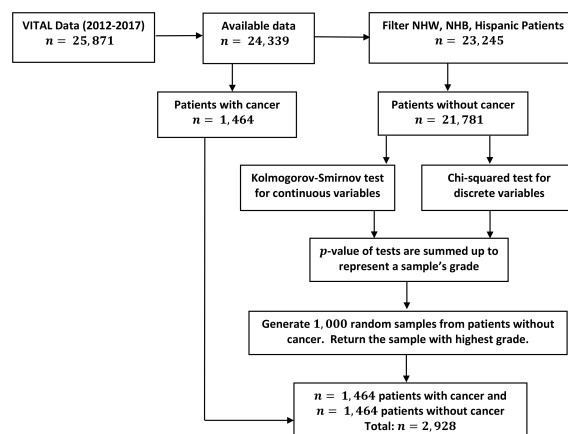 VITAL Data (2012-2017)
n = 25,871
Available data
n = 24,339
Filter NHW, NHB, Hispanic Patients
n = 23,245
Patients with cancer
n = 1,464
Patients without cancer
n = 21,781
Kolmogorov-Smirnov test
for continuous variables
Chi-squared test for
discrete variables
p-value of tests are summed up to
represent a sample's grade
Generate 1,000 random samples from patients without
cancer. Return the sample with highest grade.
n = 1,464 patients with cancer and
n = 1,464 patients without cancer
Total: n = 2,928